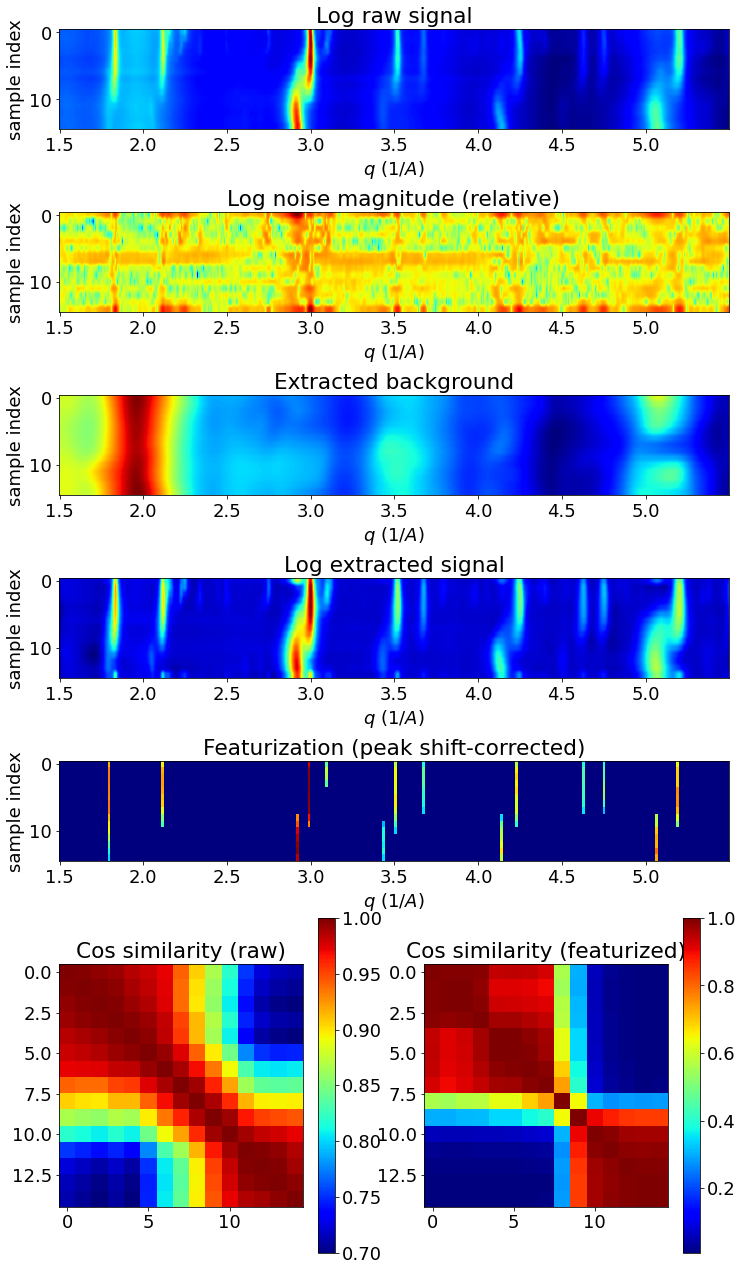 Log raw signal
sample index
0
10
1.5 2.0 2.5 3.0 3.5 4.0 4.5 5.0
q (1/A)
Log noise magnitude (relative)
sample index
0
10
1.5 2.0 2.5 3.0 3.5 4.0 4.5 5.0
q (1/A)
Extracted background
sample index
0
10
1.5 2.0 2.5 3.0 3.5 4.0 4.5 5.0
q (1/A)
Log extracted signal
sample index
0
10
1.5 2.0 2.5 3.0 3.5 4.0 4.5 5.0
q (1/A)
Featurization (peak shift-corrected)
sample index
0
10
1.5 2.0 2.5 3.0 3.5 4.0 4.5 5.0
q (1/A)
Cos similarity (raw)
0.0
2.5
5.0
7.5
10.0
12.5
0 5 10
1.00
0.95
0.90
0.85
0.80
0.75
0.70
Cos similarity (featurized)
0.0
2.5
5.0
7.5
10.0
12.5
0 5 10
1.0
0.8
0.6
0.4
0.2